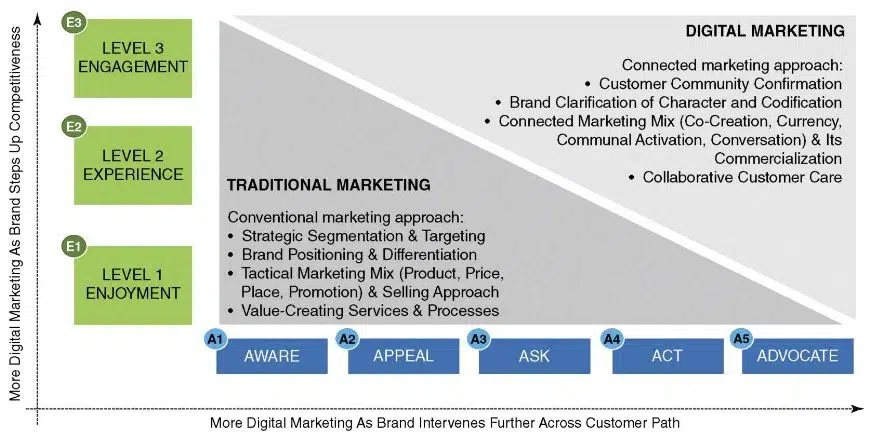 More Digital Marketing As Brand Steps Up Competitiveness
E3
LEVEL 3
ENGAGEMENT
E2
LEVEL 2
EXPERIENCE
E1
LEVEL 1
ENJOYMENT
DIGITAL MARKETING
Connected marketing approach:
• Customer Community Confirmation
• Brand Clarification of Character and Codification
• Connected Marketing Mix (Co-Creation, Currency,
Communal Activation, Conversation) & Its
Commercialization
• Collaborative Customer Care
TRADITIONAL MARKETING
Conventional marketing approach:
• Strategic Segmentation & Targeting
• Brand Positioning & Differentiation
• Tactical Marketing Mix (Product, Price,
Place, Promotion) & Selling Approach
• Value-Creating Services & Processes
A1
AWARE
A2
APPEAL
A3
ASK
A4
ACT
A5
ADVOCATE
More Digital Marketing As Brand Intervenes Further Across Customer Path